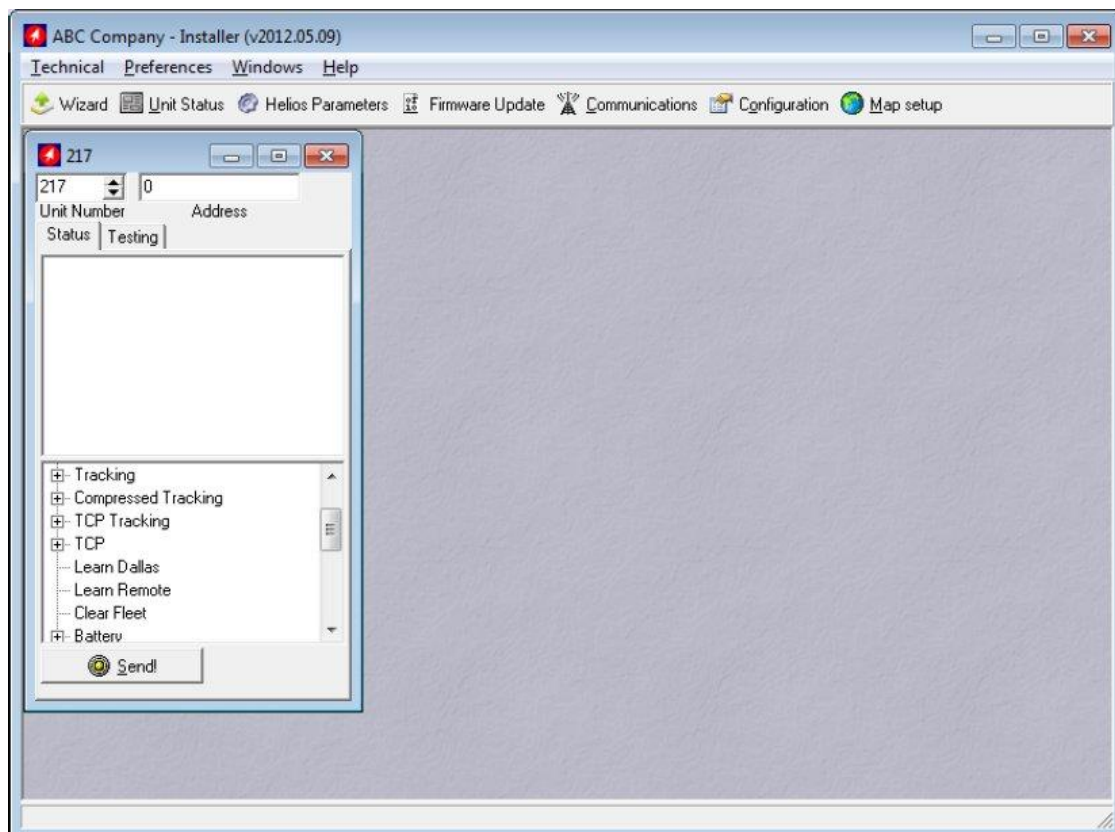 ABC Company - Installer (v2012.05.09)
Technical Preferences Windows Help
Wizard Unit Status Helios Parameters Firmware Update Communications Configuration Map setup
217
217 0
Unit Number Address
Status Testing
Tracking
Compressed Tracking
TCP Tracking
TCP
Learn Dallas
Learn Remote
Clear Fleet
Battery
Send!